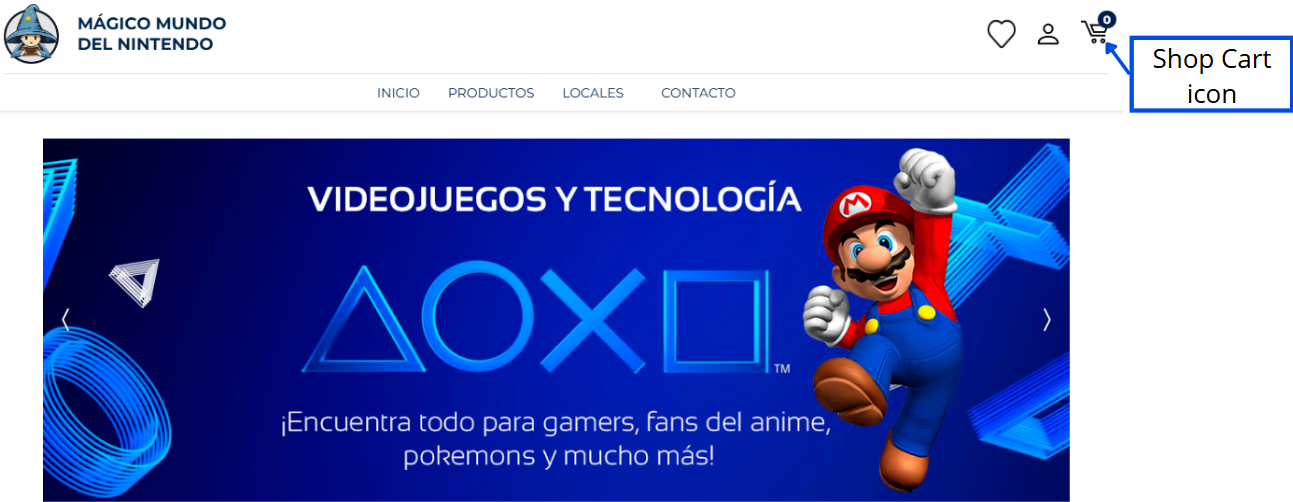 MÁGICO MUNDO
DEL NINTENDO
0
Shop Cart
icon
INICIO PRODUCTOS LOCALES CONTACTO
VIDEOJUEGOS Y TECNOLOGÍA
M
TM
¡Encuentra todo para gamers, fans del anime,
pokemons y mucho más!